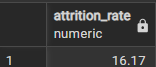 attrition_rate
numeric
1 16.17